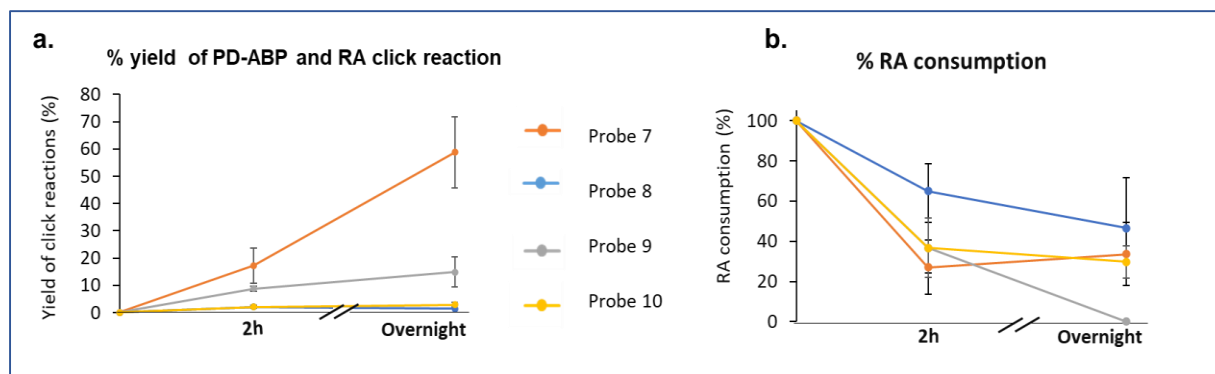 a.
% yield of PD-ABP and RA click reaction
Yield of click reactions (%)
80
70
60
50
40
30
20
10
0
2h
Overnight
Probe 7
Probe 8
Probe 9
Probe 10
b.
% RA consumption
RA consumption (%)
100
80
60
40
20
0
2h
Overnight